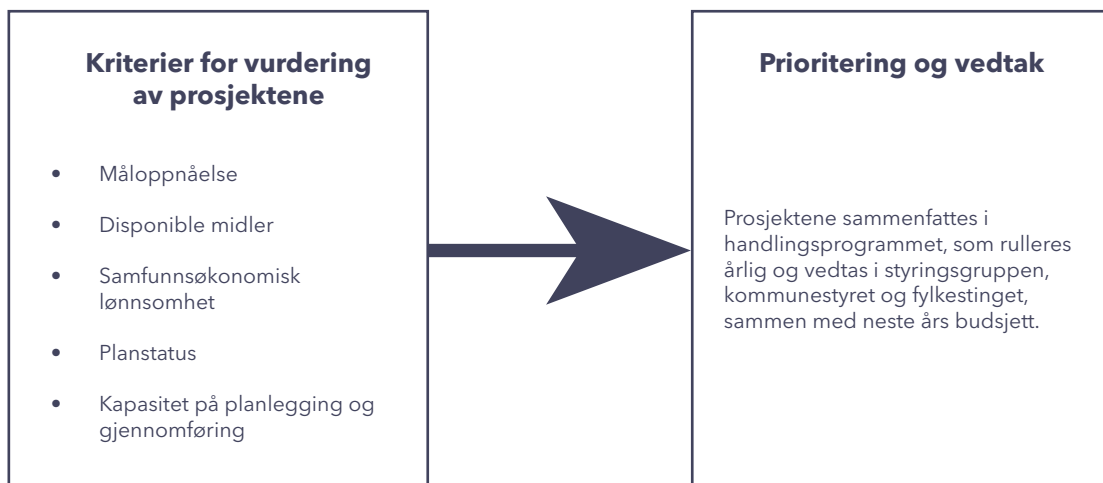 Kriterier for vurdering
av prosjektene
• Måloppnåelse
• Disponible midler
• Samfunnsøkonomisk
lønnsomhet
• Planstatus
• Kapasitet på planlegging og
gjennomføring
Prioritering og vedtak
Prosjektene sammenfattes i
handlingsprogrammet, som rulleres
årlig og vedtas i styringsgruppen,
kommunestyret og fylkestinget,
sammen med neste års budsjett.